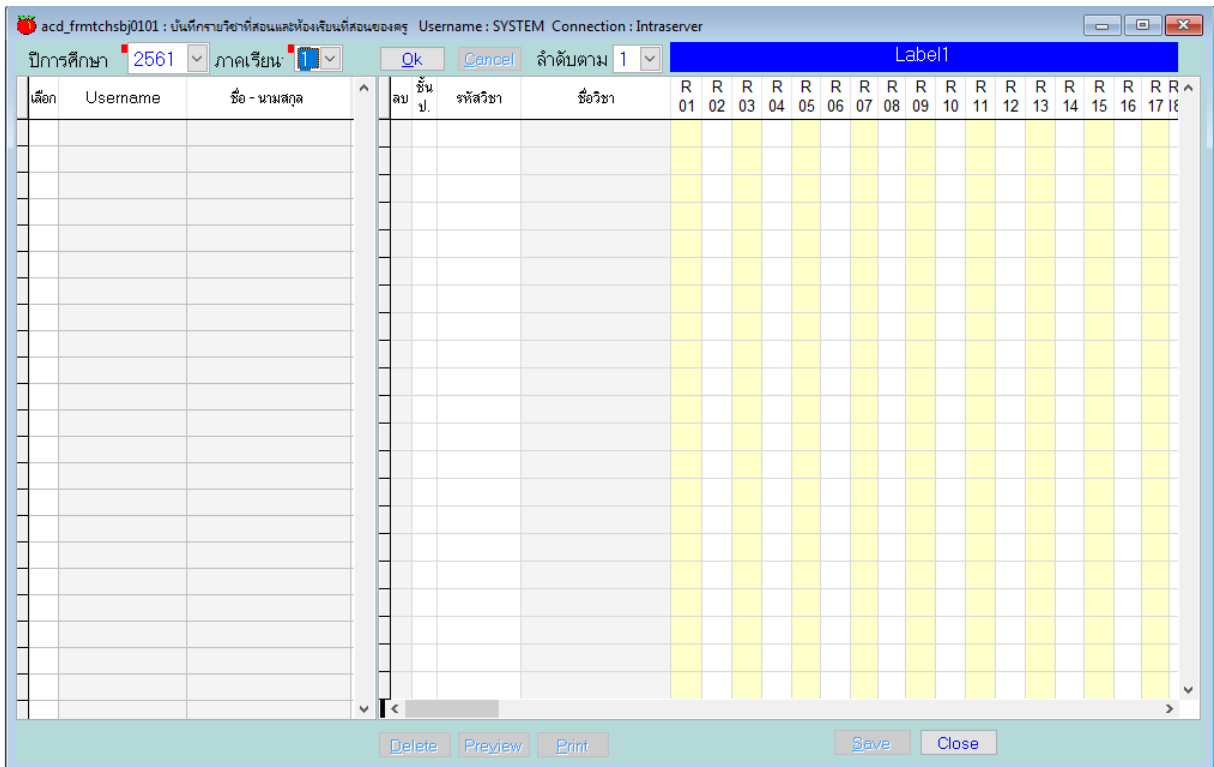 acd_frmtchsbj0101 : บันทึกรายวิชาที่สอนและห้องเรียนที่สอนของครู Username : SYSTEM Connection : Intraserver
ปีการศึกษา 2561 ภาคเรียน 1 Ok Cancel ลำดับตาม 1 Label1
เลือก Username ชื่อ - นามสกุล
ลบ ชั้น ป. รหัสวิชา ชื่อวิชา R 01 R 02 R 03 R 04 R 05 R 06 R 07 R 08 R 09 R 10 R 11 R 12 R 13 R 14 R 15 R 16 R 17 R 18
Delete Preview Print Save Close